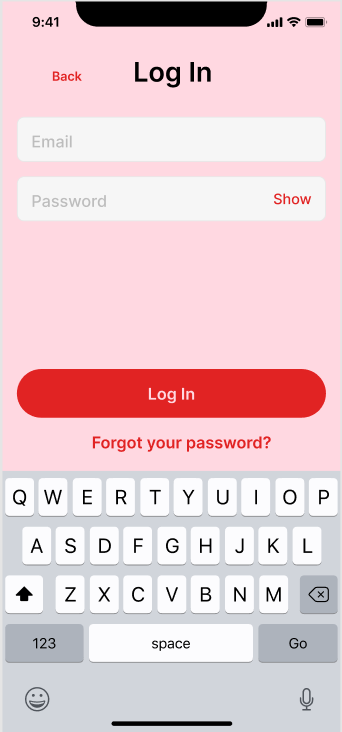 9:41
Back Log In
Email
Password Show
Log In
Forgot your password?
Q W E R T Y U I O P
A S D F G H J K L
Z X C V B N M
123 space Go